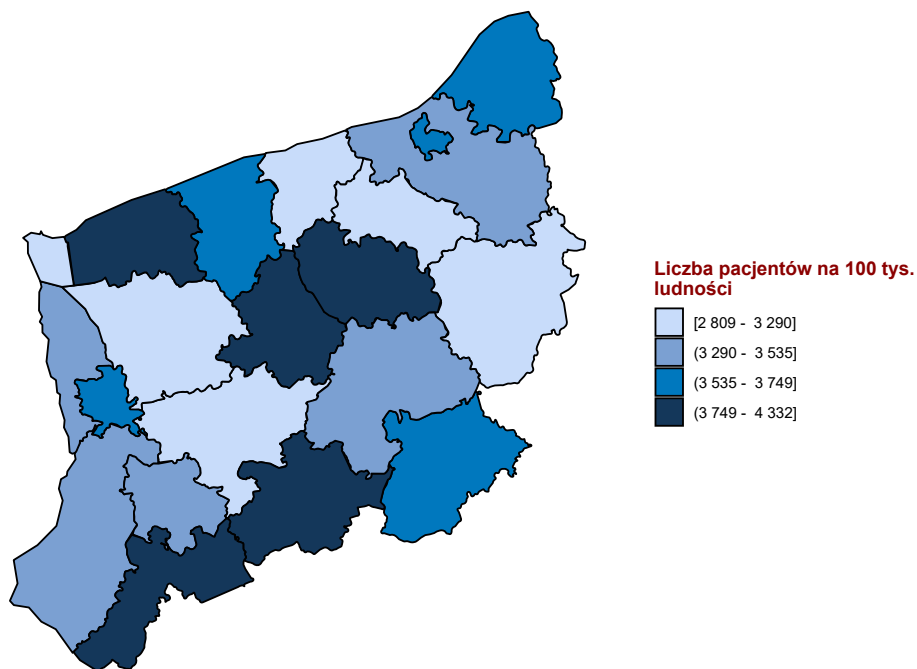 Liczba pacjentów na 100 tys.
ludności
[2 809 - 3 290]
(3 290 - 3 535]
(3 535 - 3 749]
(3 749 - 4 332]